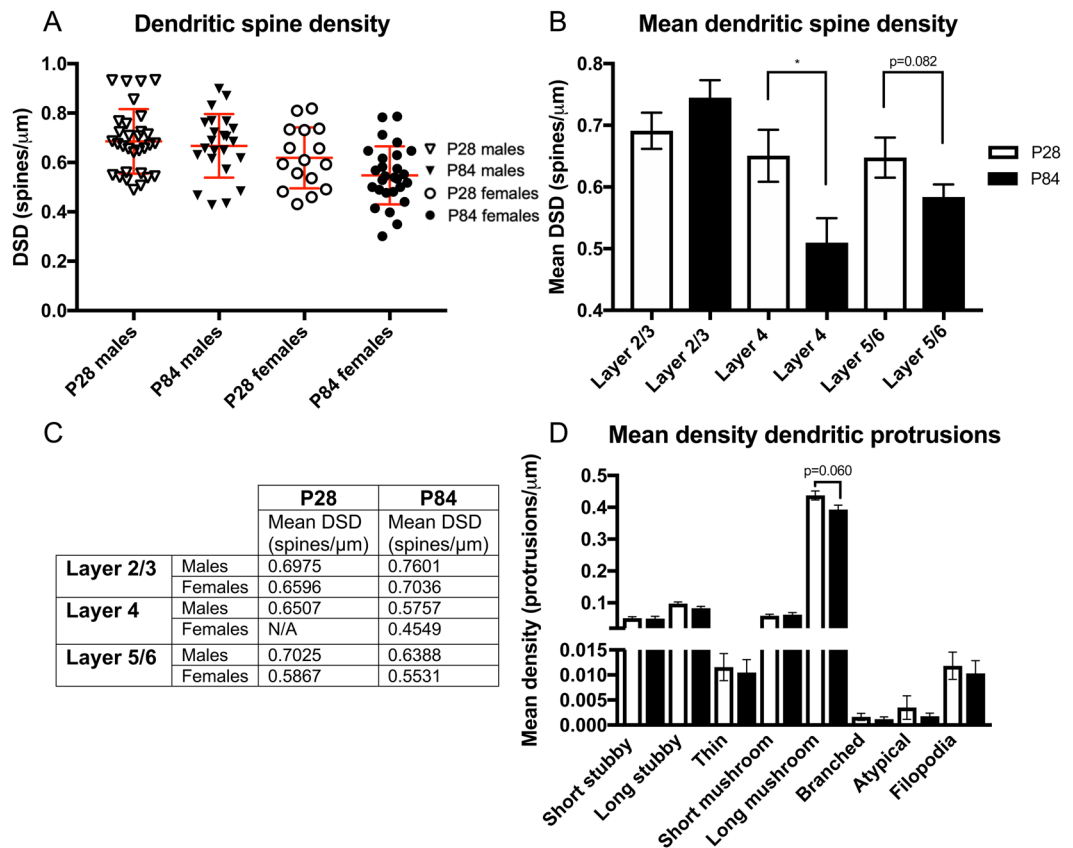 A
Dendritic spine density
DSD (spines/μm)
1.0
0.8
0.6
0.4
0.2
0.0
P28 males
P84 males
P28 females
P84 females
P28 males
P84 males
P28 females
P84 females
B
Mean dendritic spine density
Mean DSD (spines/μm)
0.8
0.7
0.6
0.5
0.4
*
p=0.082
P28
P84
Layer 2/3
Layer 2/3
Layer 4
Layer 4
Layer 5/6
Layer 5/6
C
P28 P84
Mean DSD Mean DSD
(spines/μm) (spines/μm)
Layer 2/3 Males 0.6975 0.7601
Females 0.6596 0.7036
Layer 4 Males 0.6507 0.5757
Females N/A 0.4549
Layer 5/6 Males 0.7025 0.6388
Females 0.5867 0.5531
D
Mean density dendritic protrusions
Mean density (protrusions/μm)
0.5
0.4
0.3
0.2
0.1
0.015
0.010
0.005
0.000
p=0.060
Short stubby
Long stubby
Thin
Short mushroom
Long mushroom
Branched
Atypical
Filopodia